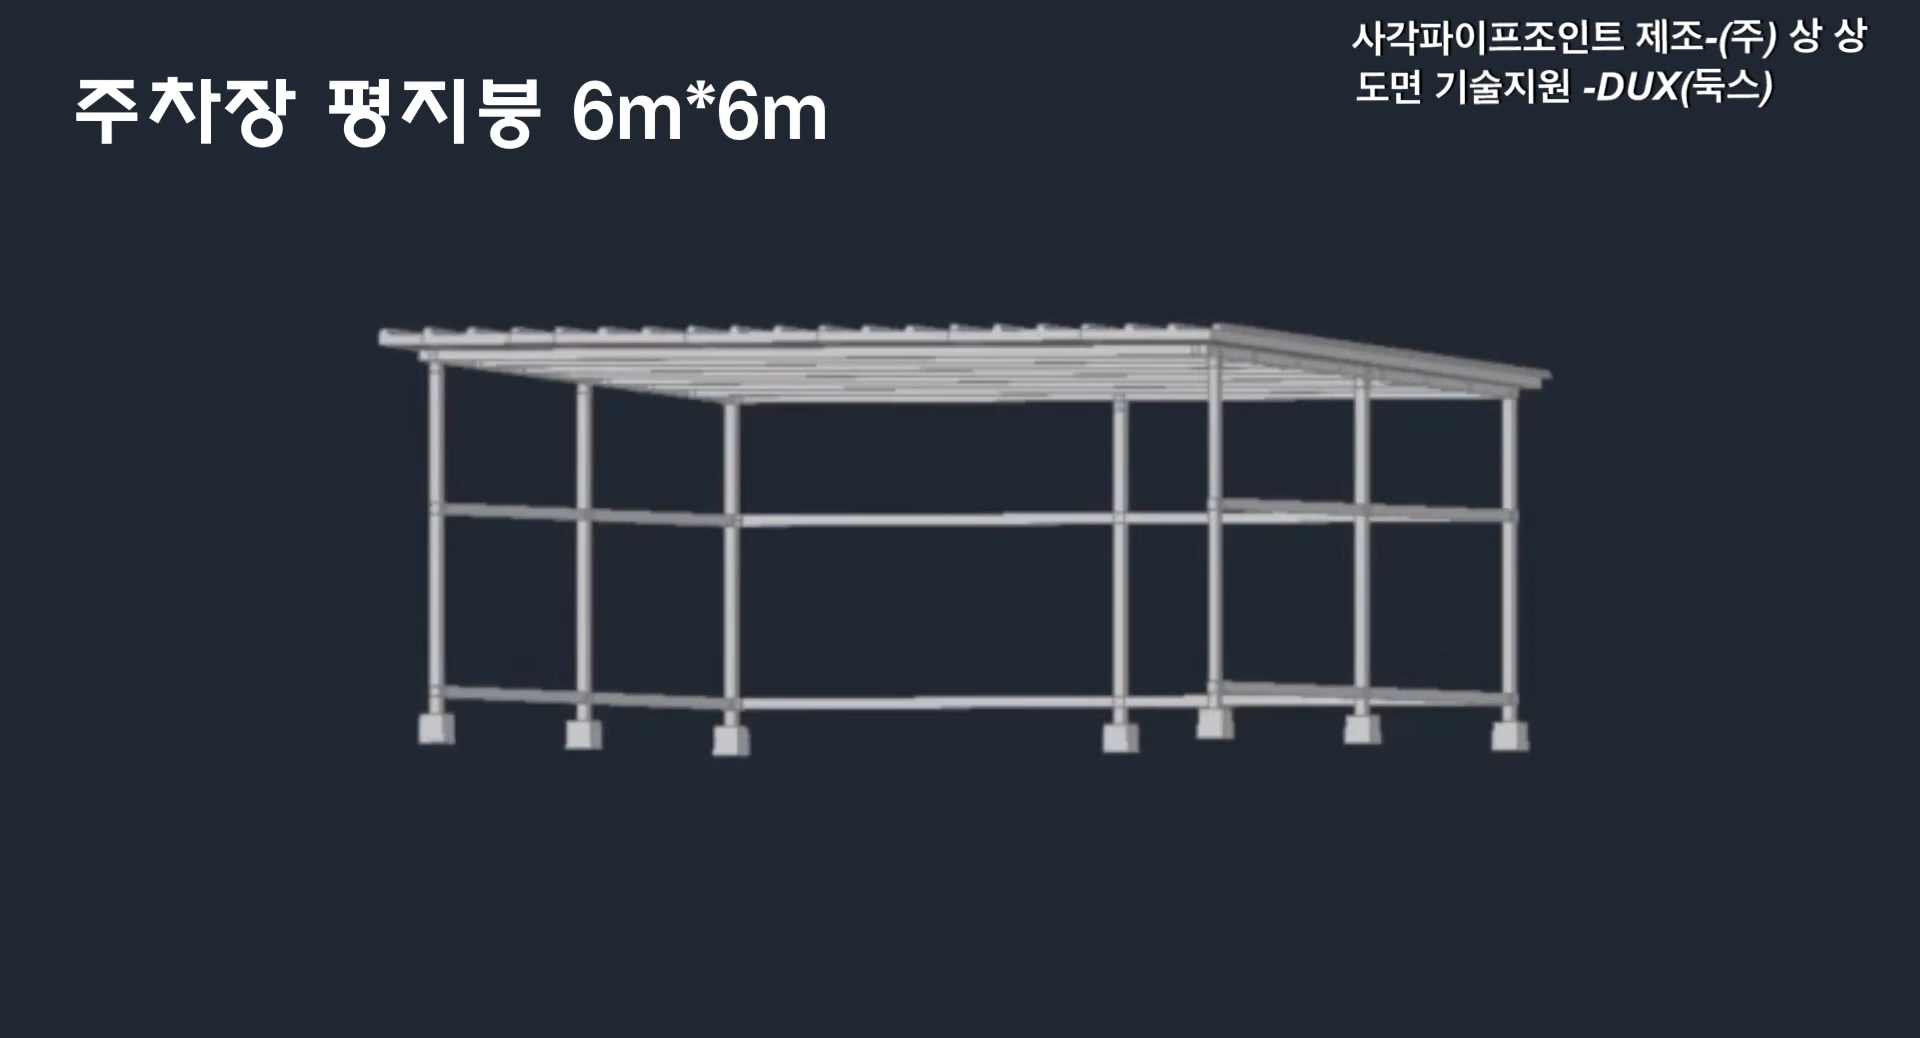 사각파이프조인트 제조-(주) 상 상
도면 기술지원 -DUX(둑스)
주차장 평지붕 6m*6m